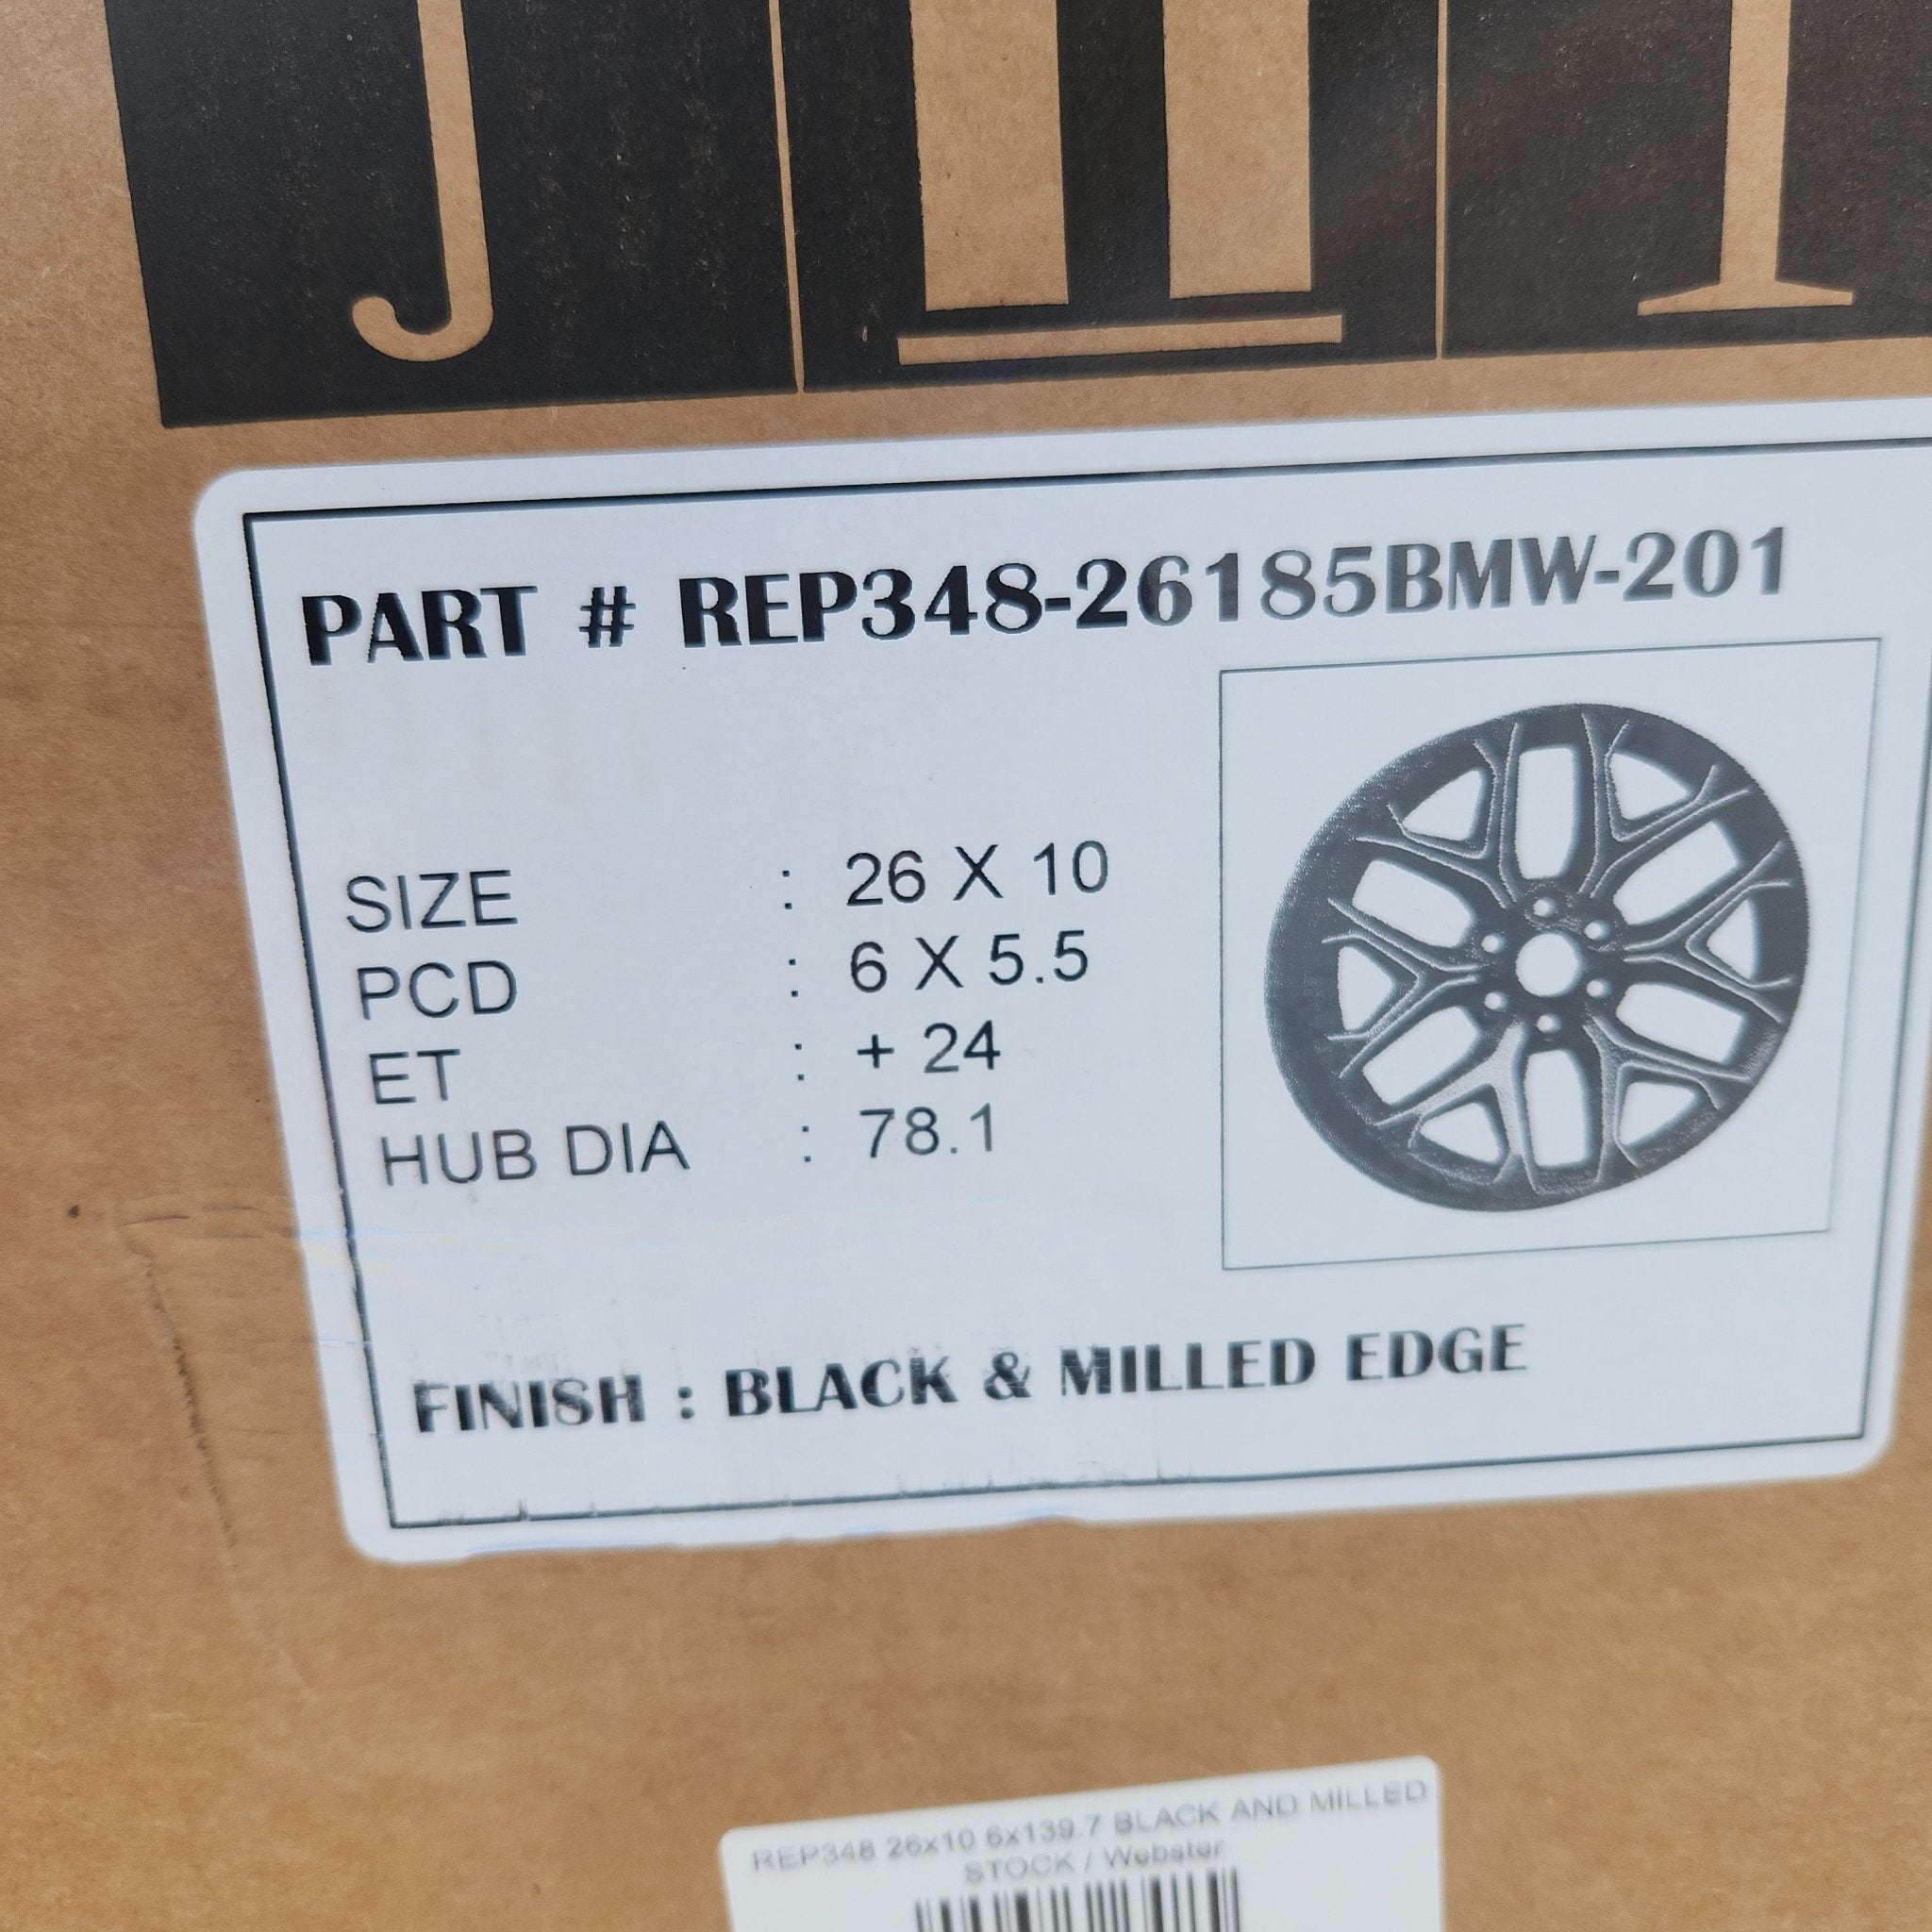 PART # REP348-26185BMW-201
SIZE : 26 X 10
PCD : 6 X 5.5
ET : + 24
HUB DIA : 78.1
FINISH : BLACK & MILLED EDGE
REP348 26x10 6x139.7 BLACK AND MILLED
STOCK / Webster